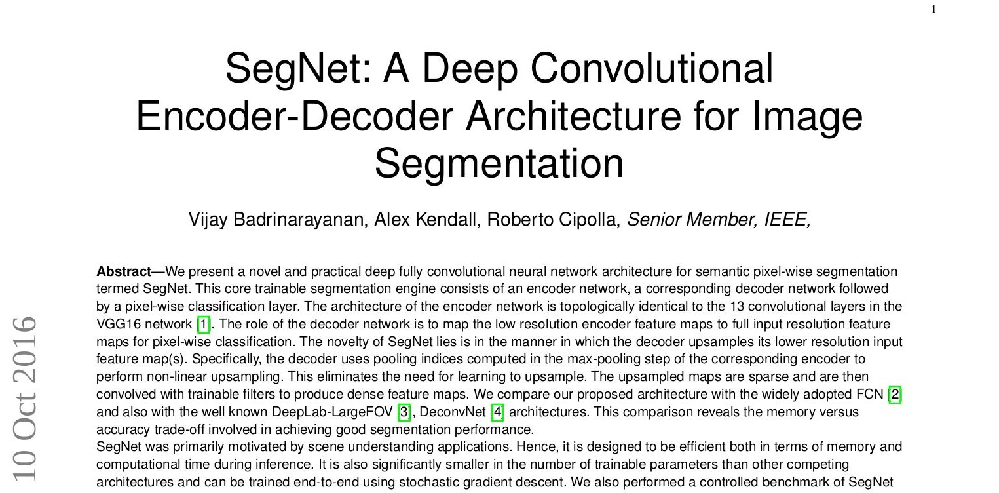 1
SegNet: A Deep Convolutional
Encoder-Decoder Architecture for Image
Segmentation
Vijay Badrinarayanan, Alex Kendall, Roberto Cipolla, Senior Member, IEEE,
Abstract—We present a novel and practical deep fully convolutional neural network architecture for semantic pixel-wise segmentation
termed SegNet. This core trainable segmentation engine consists of an encoder network, a corresponding decoder network followed
by a pixel-wise classification layer. The architecture of the encoder network is topologically identical to the 13 convolutional layers in the
VGG16 network [1]. The role of the decoder network is to map the low resolution encoder feature maps to full input resolution feature
maps for pixel-wise classification. The novelty of SegNet lies is in the manner in which the decoder upsamples its lower resolution input
feature map(s). Specifically, the decoder uses pooling indices computed in the max-pooling step of the corresponding encoder to
perform non-linear upsampling. This eliminates the need for learning to upsample. The upsampled maps are sparse and are then
convolved with trainable filters to produce dense feature maps. We compare our proposed architecture with the widely adopted FCN [2]
and also with the well known DeepLab-LargeFOV [3], DeconvNet [4] architectures. This comparison reveals the memory versus
accuracy trade-off involved in achieving good segmentation performance.
SegNet was primarily motivated by scene understanding applications. Hence, it is designed to be efficient both in terms of memory and
computational time during inference. It is also significantly smaller in the number of trainable parameters than other competing
architectures and can be trained end-to-end using stochastic gradient descent. We also performed a controlled benchmark of SegNet
10 Oct 2016